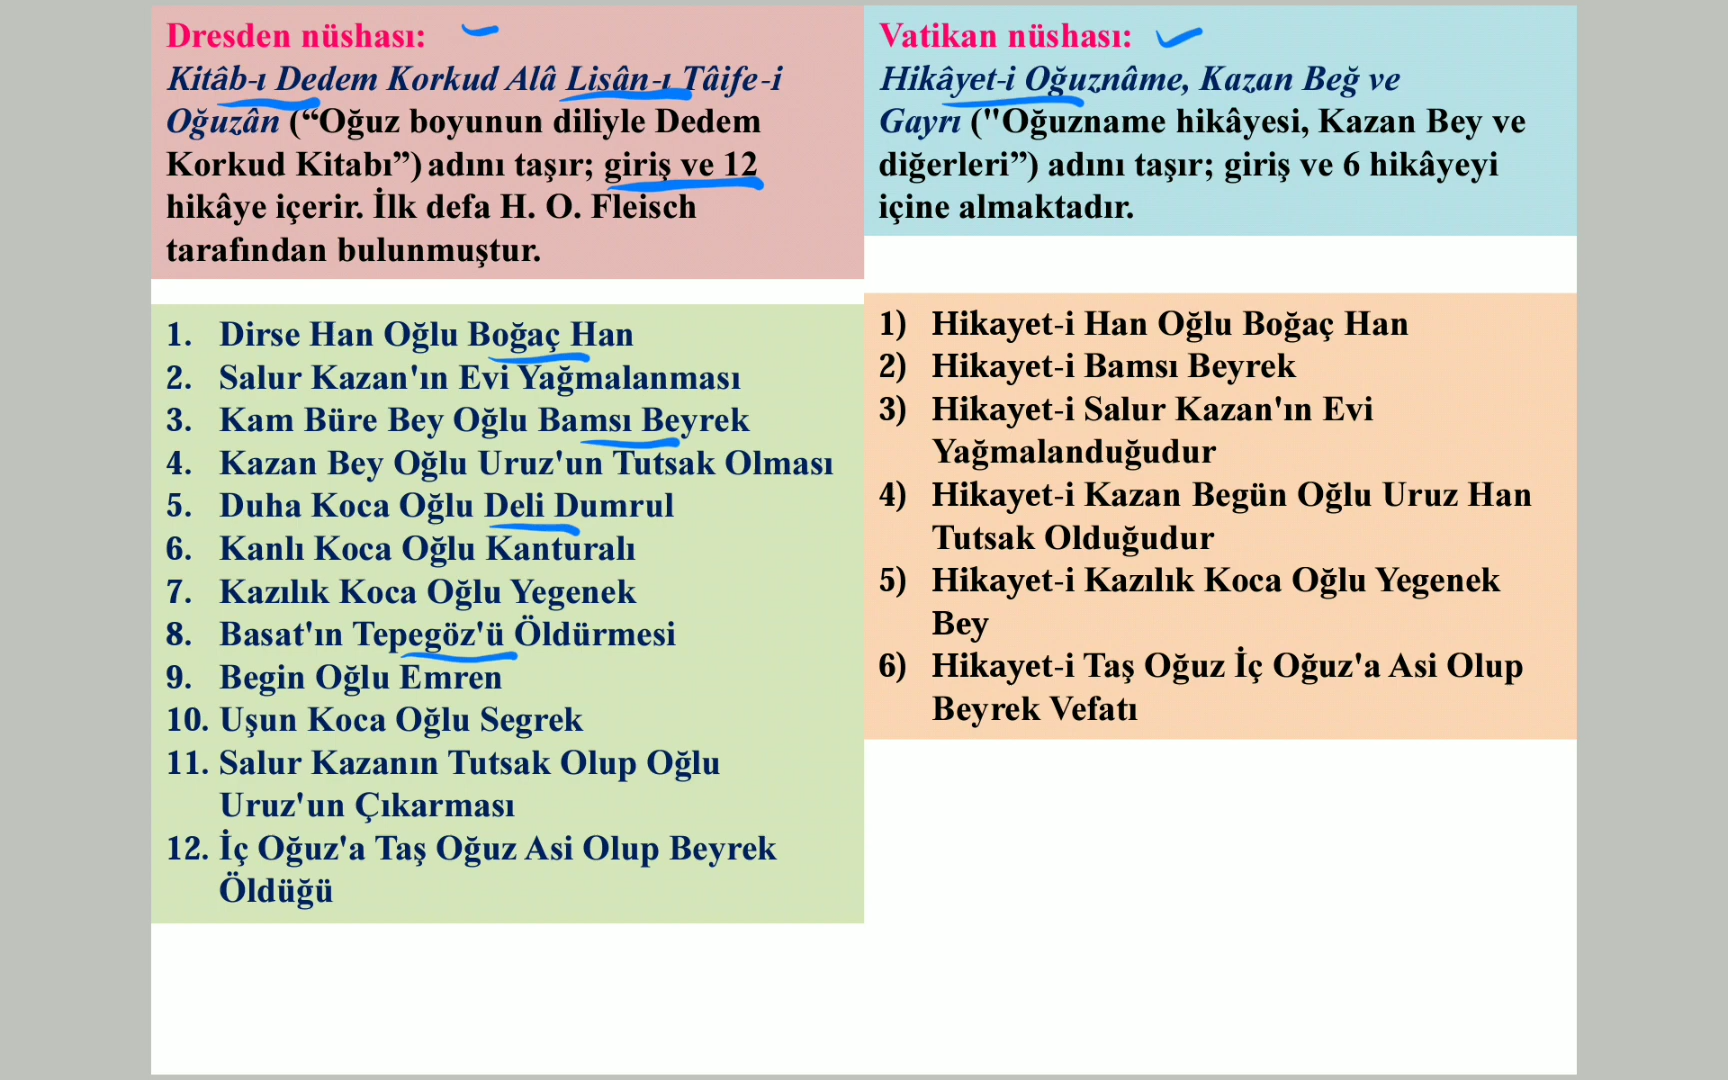 Dresden nüshası:
Kitâb-ı Dedem Korkud Alâ Lisân-ı Tâife-i
Oğuzân (“Oğuz boyunun diliyle Dedem
Korkud Kitabı”) adını taşır; giriş ve 12
hikâye içerir. İlk defa H. O. Fleisch
tarafından bulunmuştur.
1. Dirse Han Oğlu Boğaç Han
2. Salur Kazan'ın Evi Yağmalanması
3. Kam Büre Bey Oğlu Bamsı Beyrek
4. Kazan Bey Oğlu Uruz'un Tutsak Olması
5. Duha Koca Oğlu Deli Dumrul
6. Kanlı Koca Oğlu Kanturalı
7. Kazılık Koca Oğlu Yegenek
8. Basat'ın Tepegöz'ü Öldürmesi
9. Begin Oğlu Emren
10. Uşun Koca Oğlu Segrek
11. Salur Kazanın Tutsak Olup Oğlu
Uruz'un Çıkarması
12. İç Oğuz'a Taş Oğuz Asi Olup Beyrek
Öldüğü
Vatikan nüshası:
Hikâyet-i Oğuznâme, Kazan Beğ ve
Gayrı ("Oğuzname hikâyesi, Kazan Bey ve
diğerleri”) adını taşır; giriş ve 6 hikâyeyi
içine almaktadır.
1) Hikayet-i Han Oğlu Boğaç Han
2) Hikayet-i Bamsı Beyrek
3) Hikayet-i Salur Kazan'ın Evi
Yağmalanduğudur
4) Hikayet-i Kazan Begün Oğlu Uruz Han
Tutsak Olduğudur
5) Hikayet-i Kazılık Koca Oğlu Yegenek
Bey
6) Hikayet-i Taş Oğuz İç Oğuz'a Asi Olup
Beyrek Vefatı